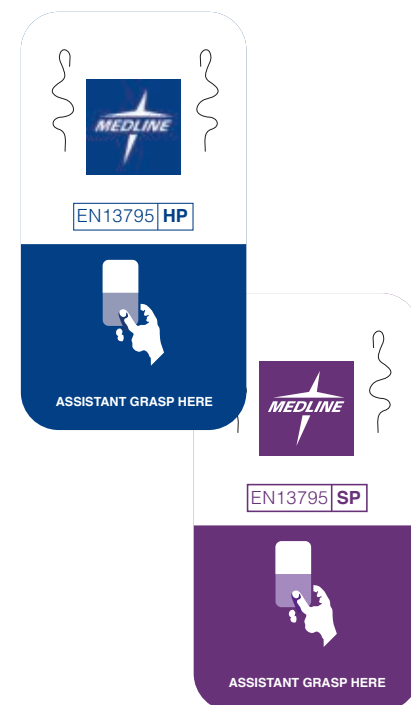 MEDLINE
EN13795 HP
ASSISTANT GRASP HERE
MEDLINE
EN13795 SP
ASSISTANT GRASP HERE